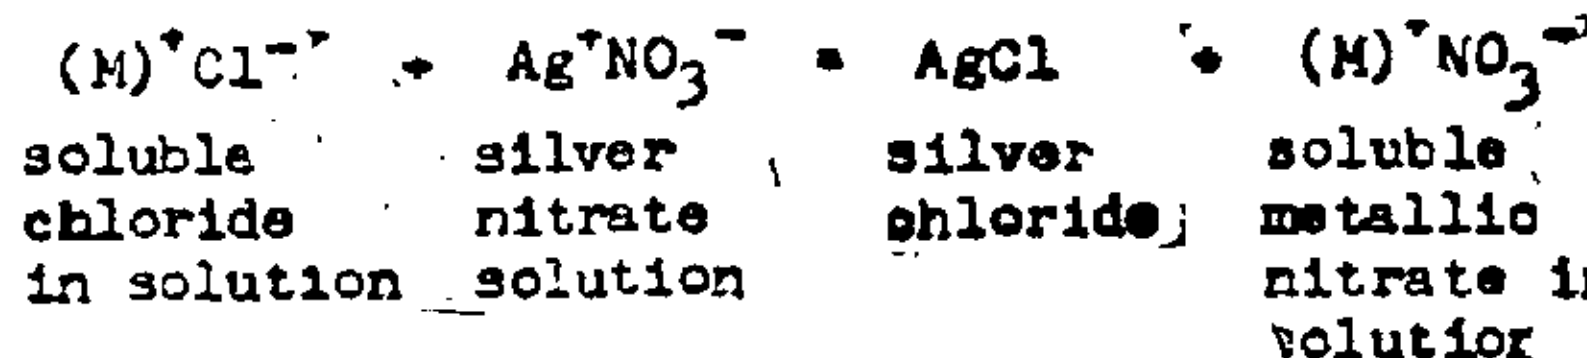 (M)⁺Cl⁻ + Ag⁺NO₃⁻ = AgCl + (M)⁺NO₃⁻
soluble silver silver soluble
chloride nitrate chloride metallic
in solution solution nitrate in
solution